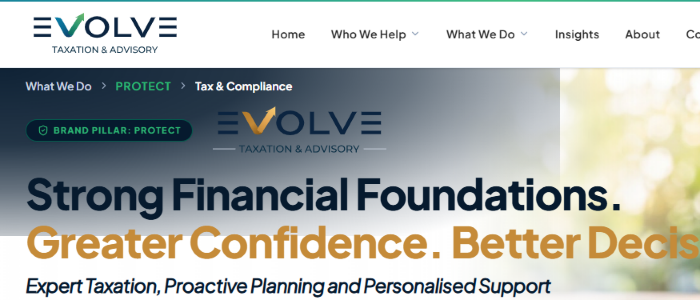 EVOLVE
TAXATION & ADVISORY
Home Who We Help What We Do Insights About
What We Do > PROTECT > Tax & Compliance
BRAND PILLAR: PROTECT
EVOLVE
TAXATION & ADVISORY
Strong Financial Foundations.
Greater Confidence. Better
Expert Taxation, Proactive Planning and Personalised Support